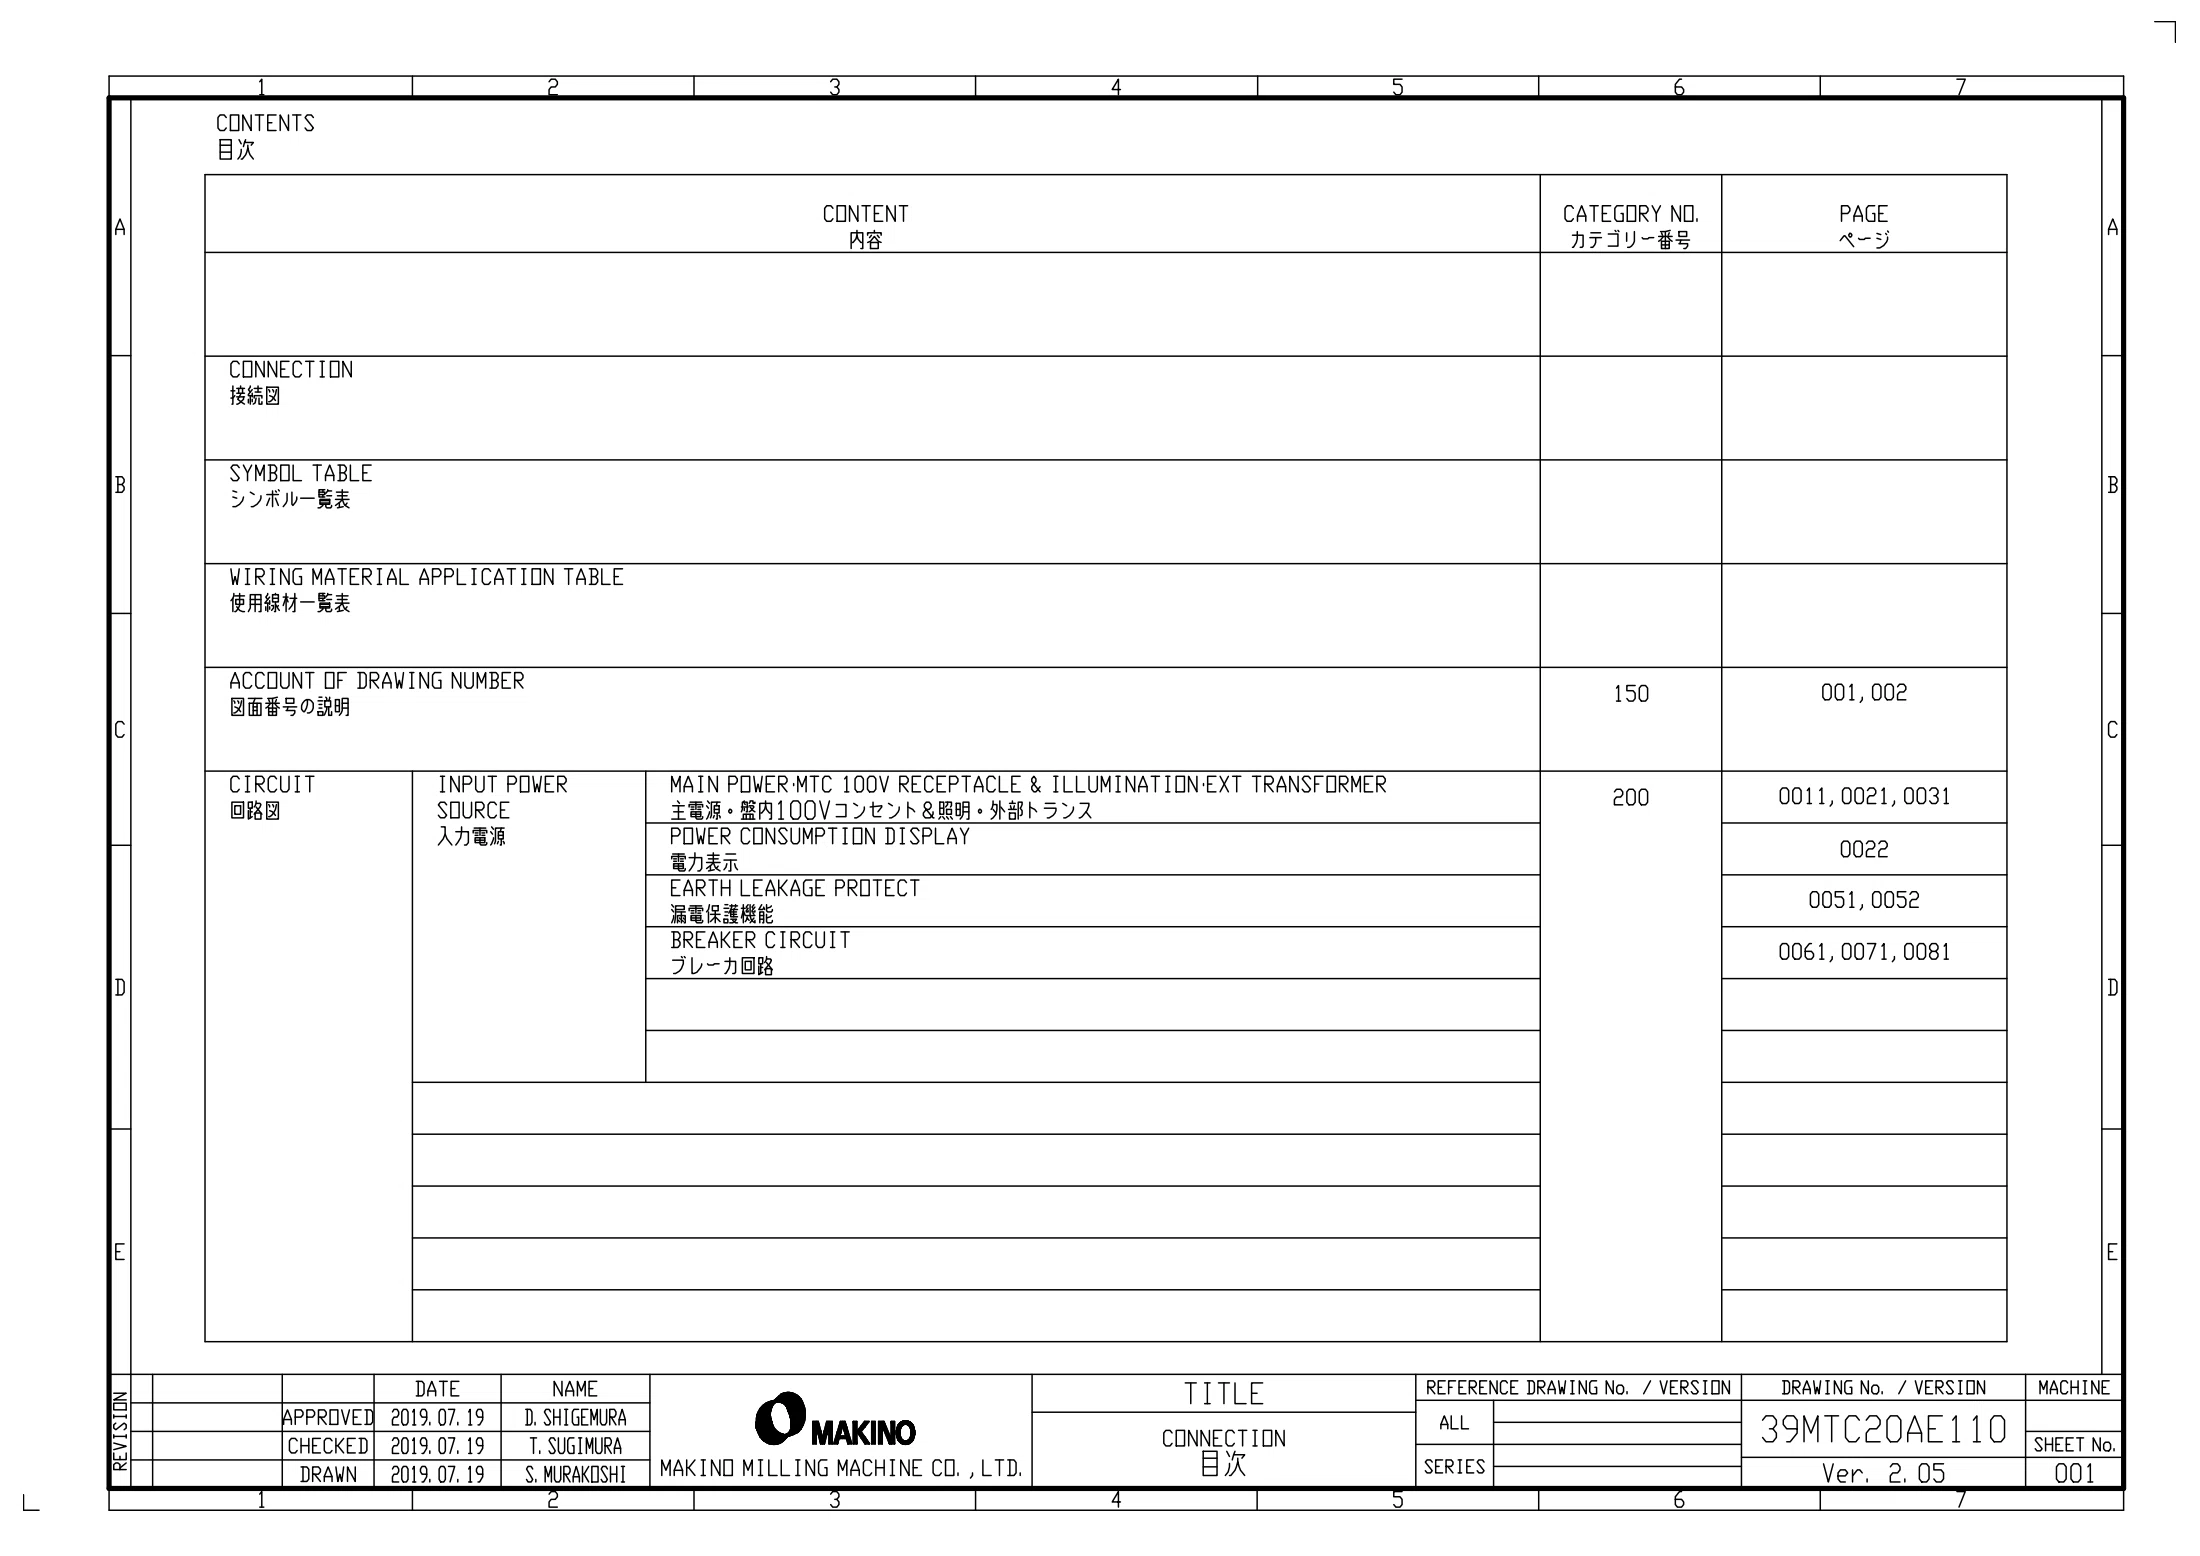 1 2 3 4 5 6 7
CONTENTS
目次
CONTENT CATEGORY NO. PAGE
内容 カテゴリー番号 ページ
A A
CONNECTION
接続図
SYMBOL TABLE
シンボル一覧表
B B
WIRING MATERIAL APPLICATION TABLE
使用線材一覧表
ACCOUNT OF DRAWING NUMBER 150 001,002
図面番号の説明
C C
CIRCUIT
回路図
INPUT POWER
SOURCE
入力電源
MAIN POWER·MTC 100V RECEPTACLE & ILLUMINATION·EXT TRANSFORMER 200 0011,0021,0031
主電源・盤内100Vコンセント&照明・外部トランス
POWER CONSUMPTION DISPLAY 0022
電力表示
EARTH LEAKAGE PROTECT 0051,0052
漏電保護機能
BREAKER CIRCUIT 0061,0071,0081
ブレーカ回路
D D
E E
REVISION
DATE NAME
APPROVED 2019.07.19 D. SHIGEMURA
CHECKED 2019.07.19 T. SUGIMURA
DRAWN 2019.07.19 S. MURAKOSHI
MAKINO
MAKINO MILLING MACHINE CO.,LTD.
TITLE
CONNECTION
目次
REFERENCE DRAWING No. / VERSION
ALL
SERIES
DRAWING No. / VERSION
39MTC20AE110
Ver. 2.05
MACHINE
SHEET No.
001
1 2 3 4 5 6 7